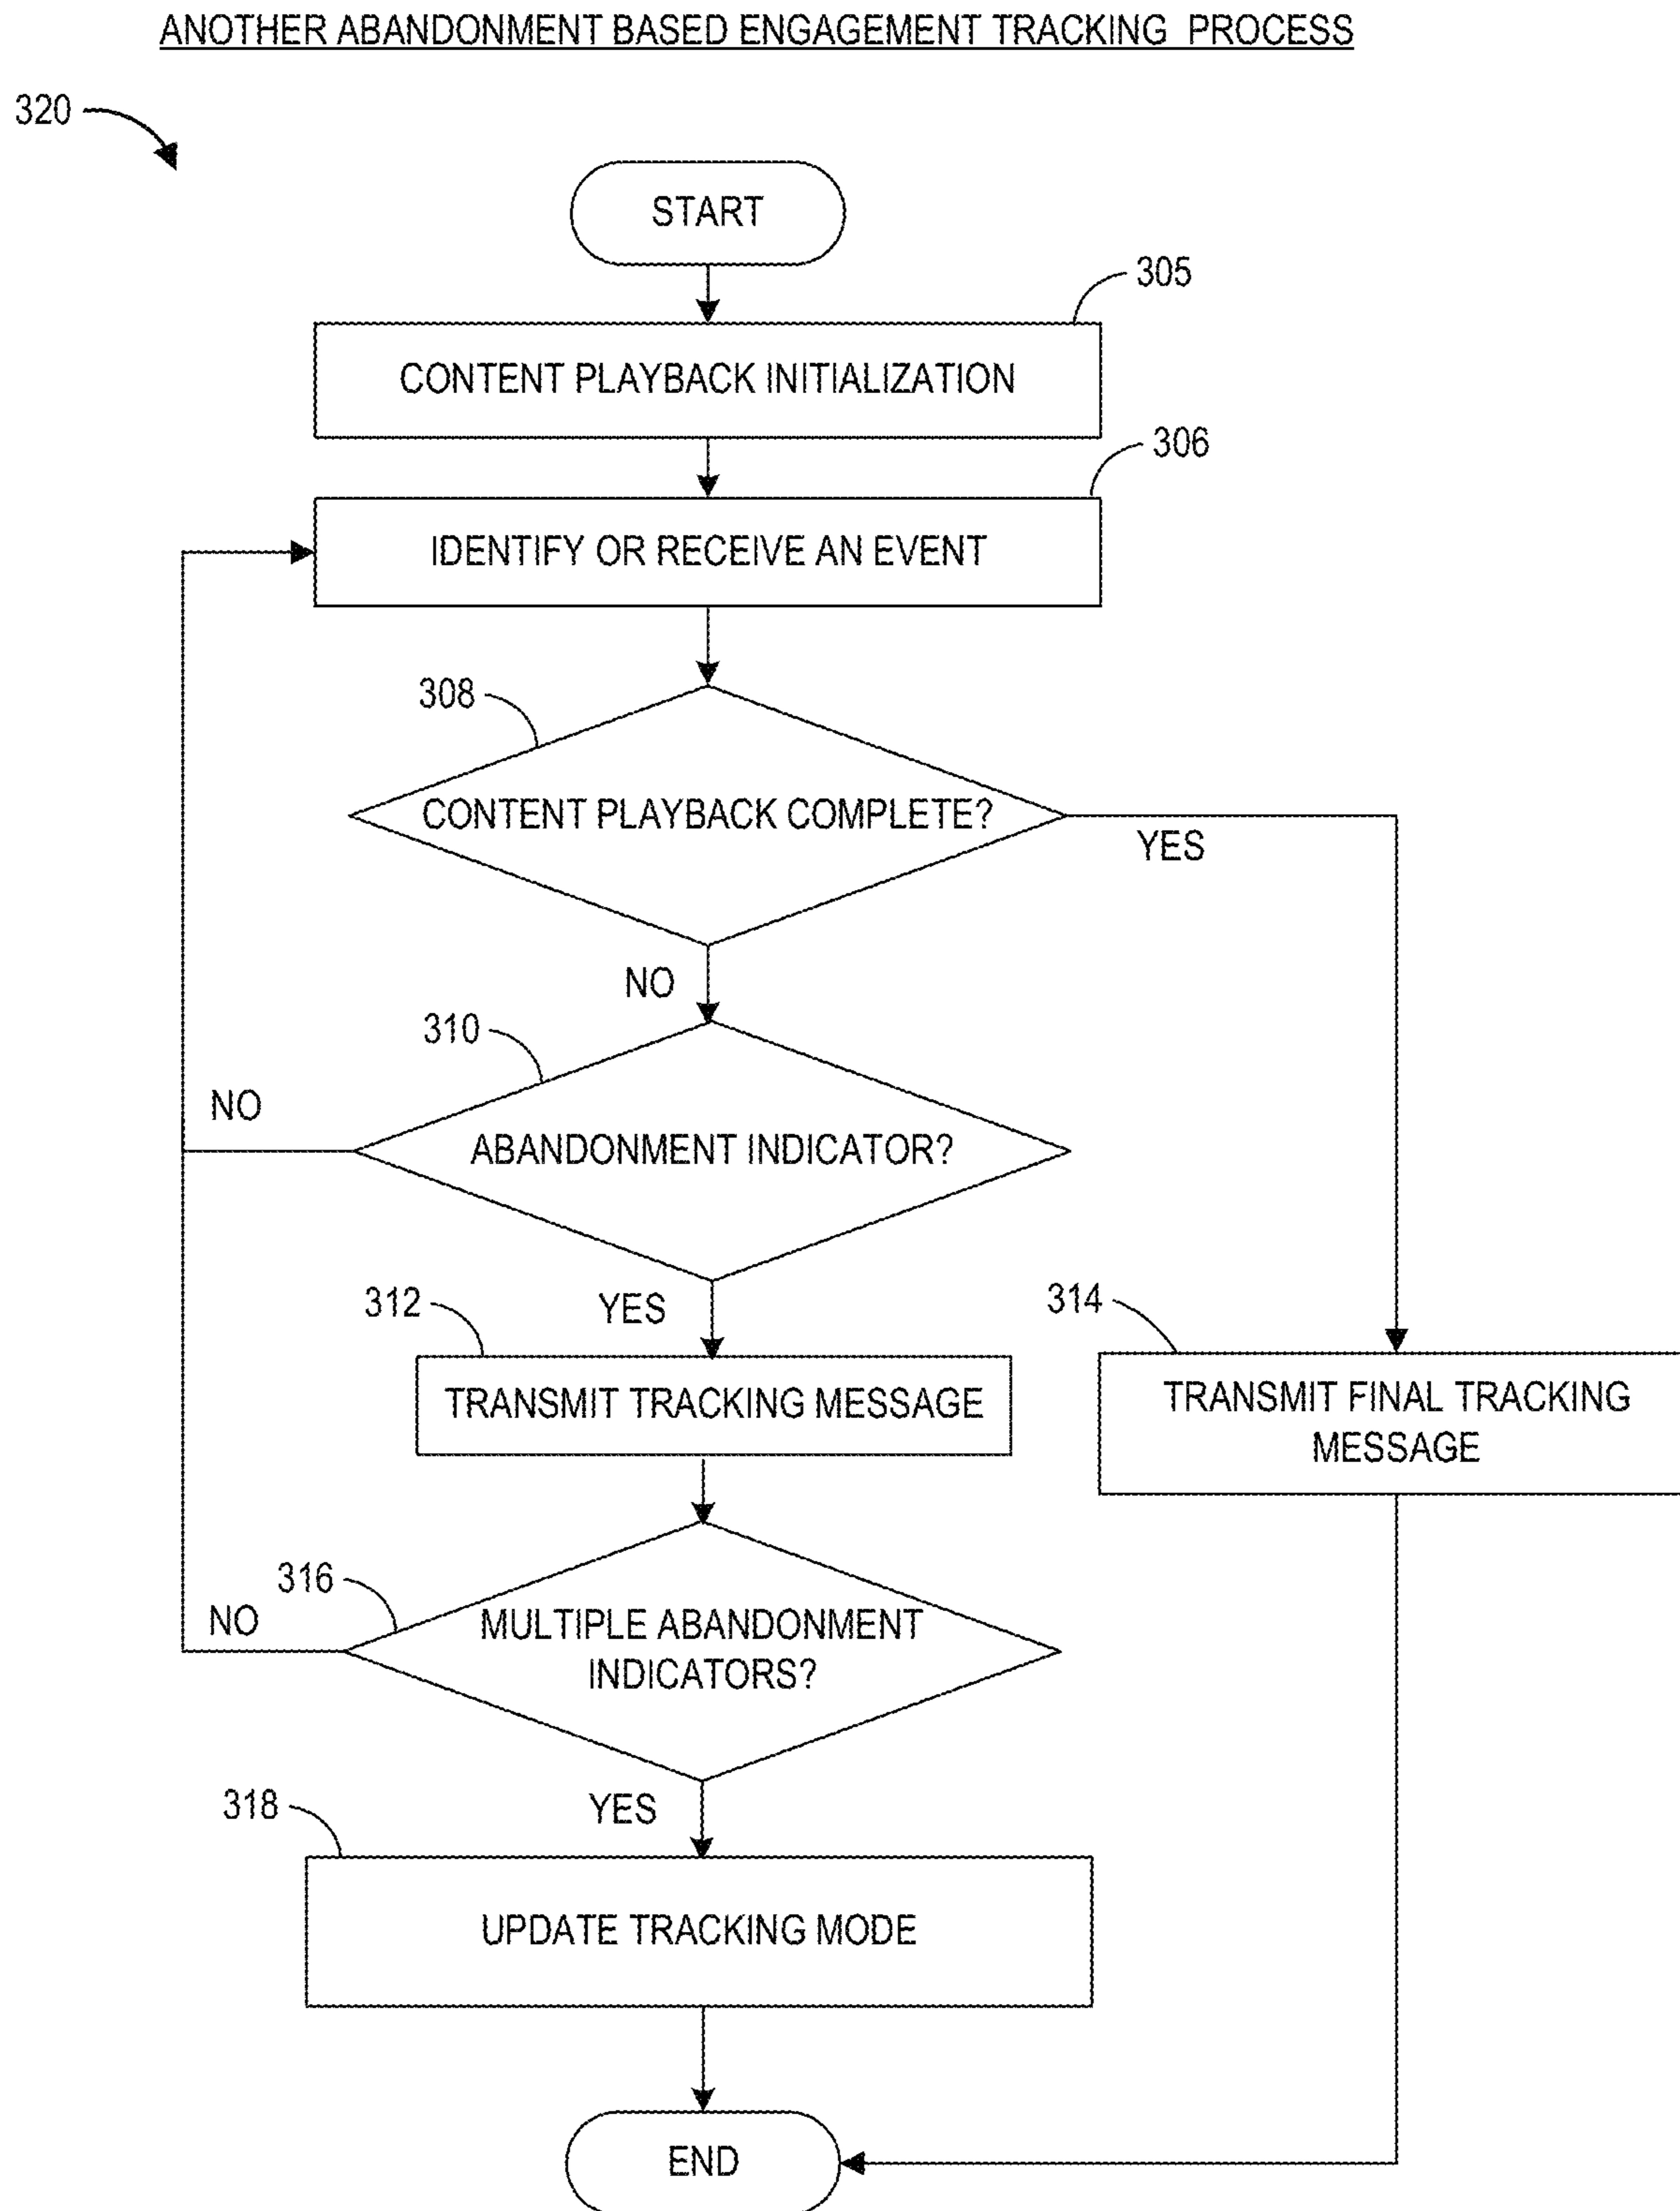 ANOTHER ABANDONMENT BASED ENGAGEMENT TRACKING PROCESS
320
START
305
CONTENT PLAYBACK INITIALIZATION
306
IDENTIFY OR RECEIVE AN EVENT
308
CONTENT PLAYBACK COMPLETE?
YES
NO
310
NO
ABANDONMENT INDICATOR?
YES
312
TRANSMIT TRACKING MESSAGE
314
TRANSMIT FINAL TRACKING
MESSAGE
316
NO
MULTIPLE ABANDONMENT
INDICATORS?
YES
318
UPDATE TRACKING MODE
END